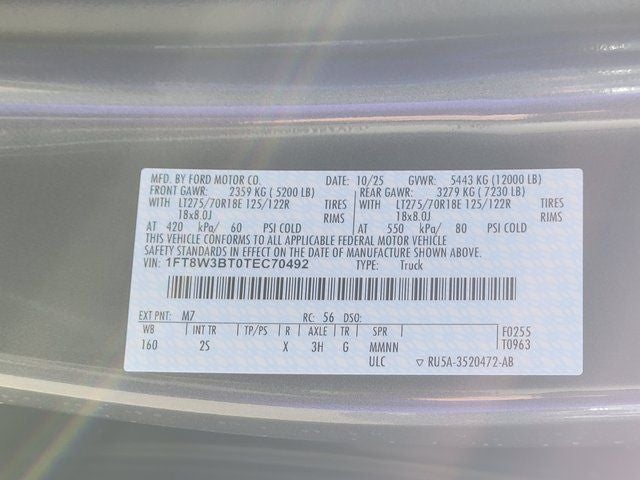 MFD. BY FORD MOTOR CO. DATE: 10/25 GVWR: 5443 KG (12000 LB)
FRONT GAWR: 2359 KG ( 5200 LB) REAR GAWR: 3279 KG ( 7230 LB)
WITH LT275/70R18E 125/122R TIRES WITH LT275/70R18E 125/122R TIRES
18x8.0J RIMS 18x8.0J RIMS
AT 420 kPa/ 60 PSI COLD AT 550 kPa/ 80 PSI COLD
THIS VEHICLE CONFORMS TO ALL APPLICABLE FEDERAL MOTOR VEHICLE
SAFETY STANDARDS IN EFFECT ON THE DATE OF MANUFACTURE SHOWN ABOVE.
VIN: 1FT8W3BT0TEC70492 TYPE: Truck
EXT PNT: M7 RC: 56 DSO:
WB INT TR TP/PS R AXLE TR SPR F0255
160 2S X 3H G MMNN T0963
ULC ▽ RU5A-3520472-AB